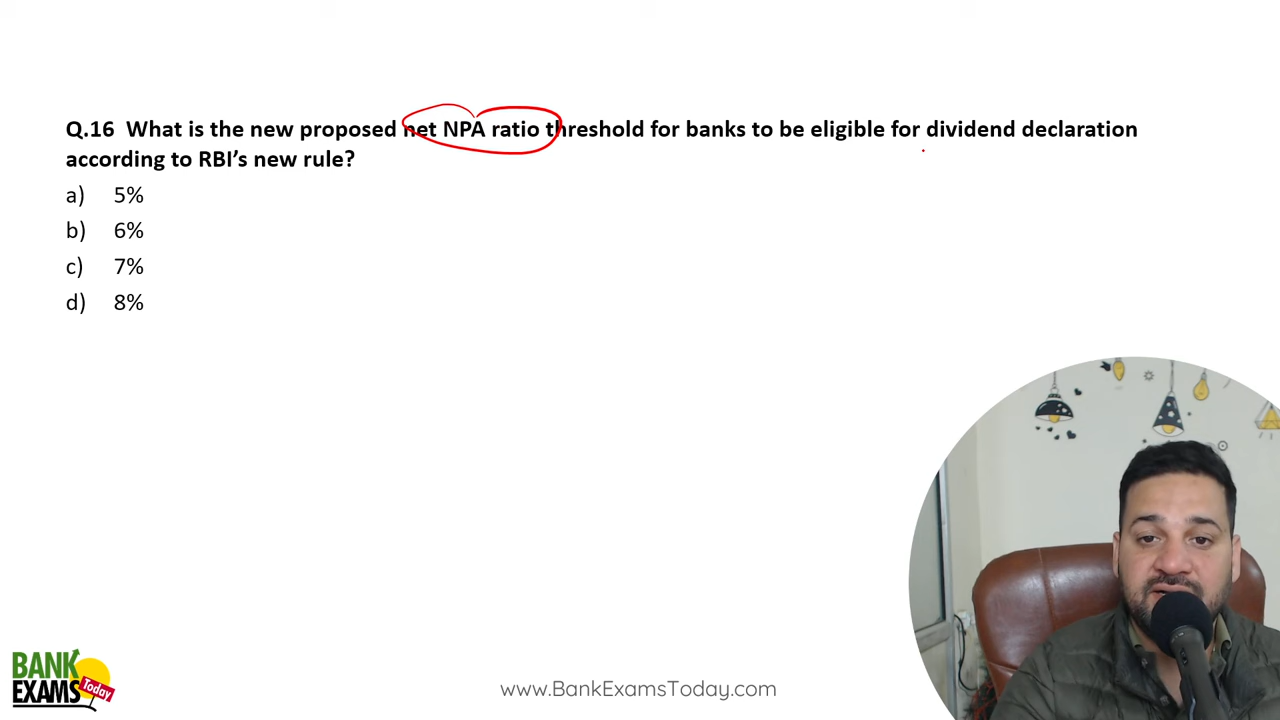 Q.16 What is the new proposed net NPA ratio threshold for banks to be eligible for dividend declaration
according to RBI’s new rule?
a) 5%
b) 6%
c) 7%
d) 8%
BANK
EXAMS
Today
www.BankExamsToday.com